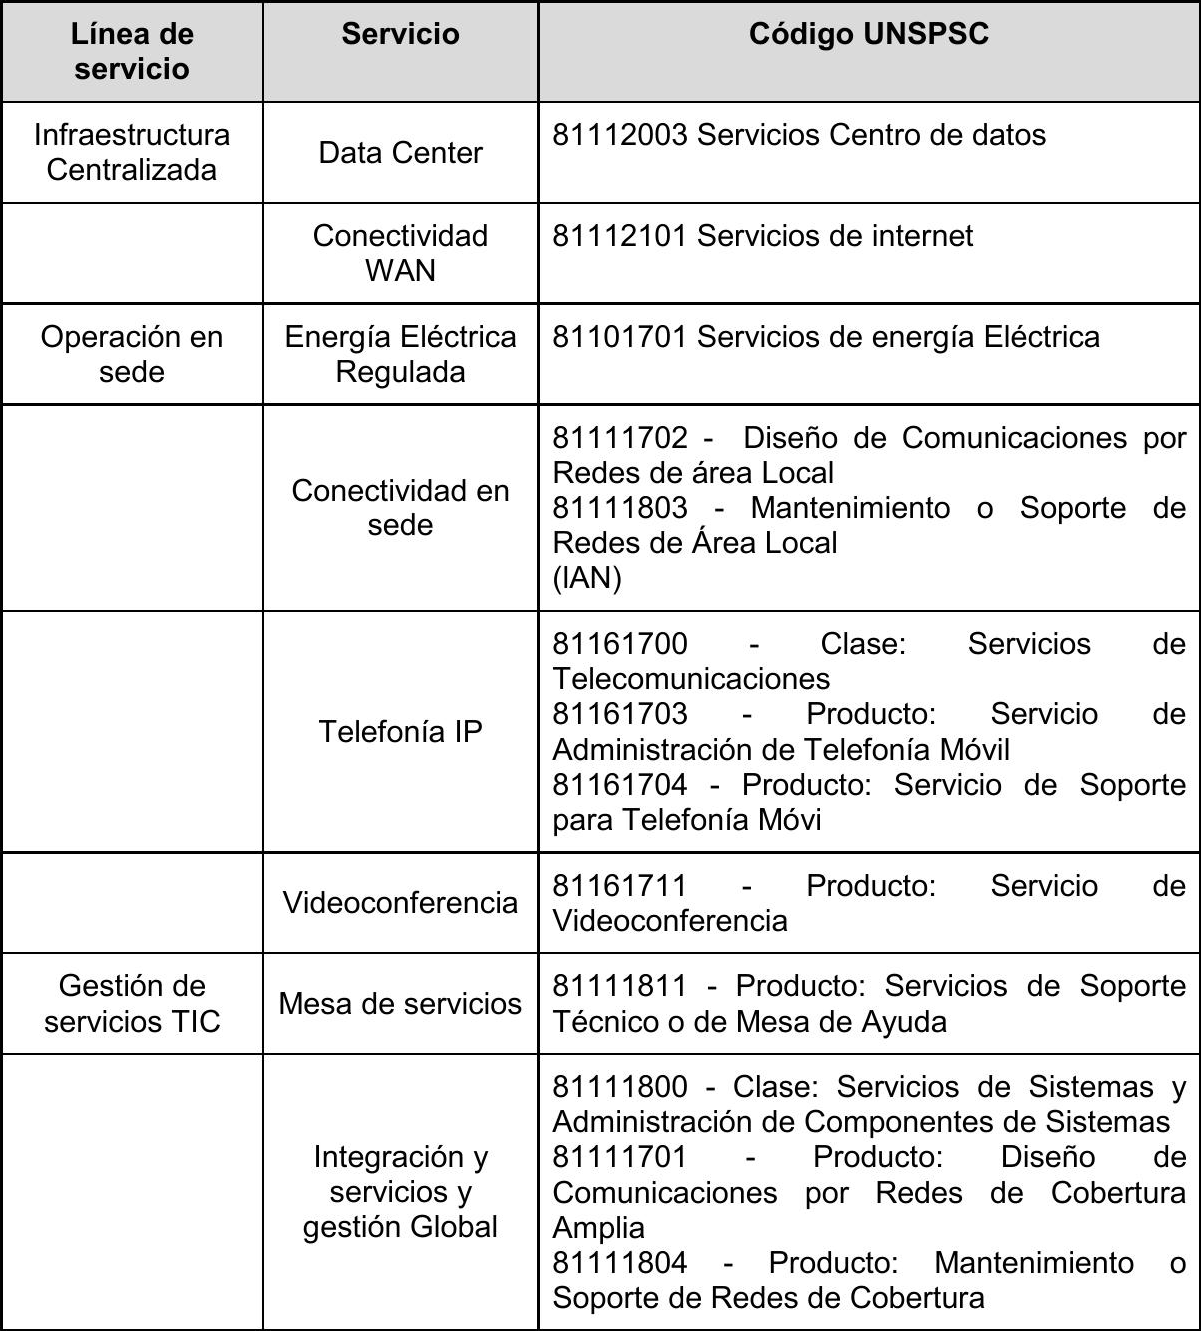 Línea de
servicio
Servicio
Código UNSPSC
Infraestructura
Centralizada
Data Center
81112003 Servicios Centro de datos
Conectividad
WAN
81112101 Servicios de internet
Operación en
sede
Energía Eléctrica
Regulada
81101701 Servicios de energía Eléctrica
Conectividad en
sede
81111702 - Diseño de Comunicaciones por
Redes de área Local
81111803 - Mantenimiento o Soporte de
Redes de Área Local
(lAN)
Telefonía IP
81161700 - Clase: Servicios de
Telecomunicaciones
81161703 - Producto: Servicio de
Administración de Telefonía Móvil
81161704 - Producto: Servicio de Soporte
para Telefonía Móvi
Videoconferencia
81161711 - Producto: Servicio de
Videoconferencia
Gestión de
servicios TIC
Mesa de servicios
81111811 - Producto: Servicios de Soporte
Técnico o de Mesa de Ayuda
Integración y
servicios y
gestión Global
81111800 - Clase: Servicios de Sistemas y
Administración de Componentes de Sistemas
81111701 - Producto: Diseño de
Comunicaciones por Redes de Cobertura
Amplia
81111804 - Producto: Mantenimiento o
Soporte de Redes de Cobertura